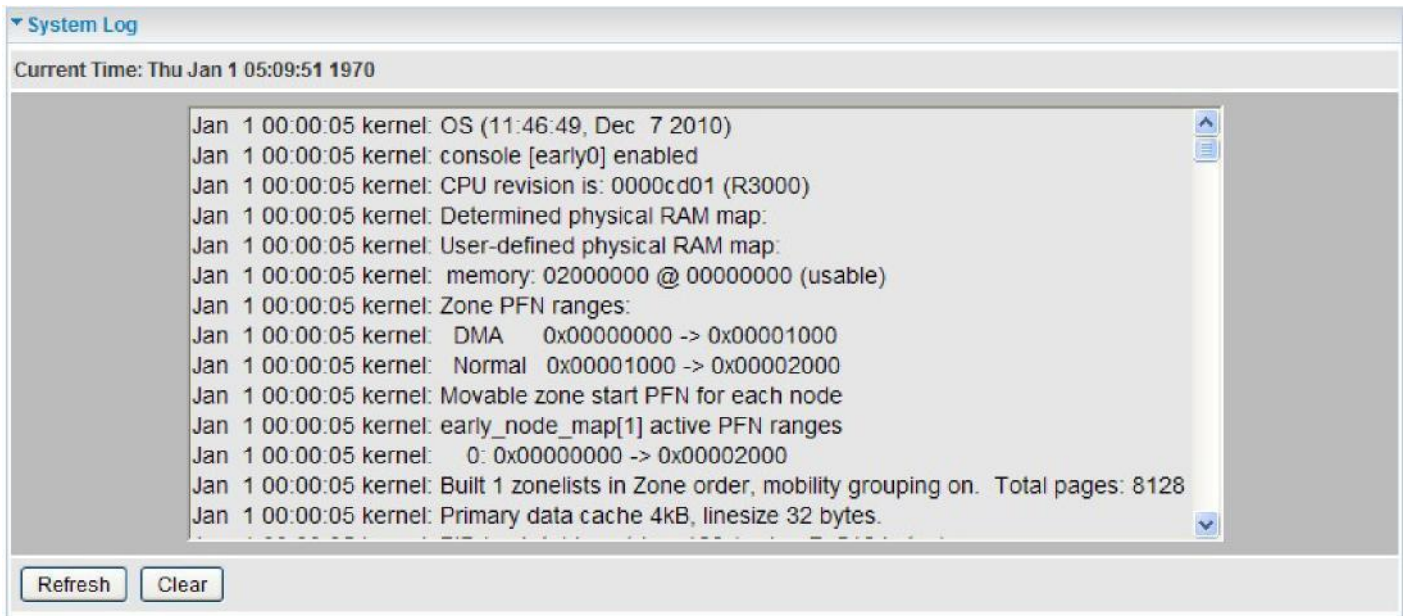 System Log
Current Time: Thu Jan 1 05:09:51 1970
Jan 1 00:00:05 kernel: OS (11:46:49, Dec 7 2010)
Jan 1 00:00:05 kernel: console [early0] enabled
Jan 1 00:00:05 kernel: CPU revision is: 0000cd01 (R3000)
Jan 1 00:00:05 kernel: Determined physical RAM map:
Jan 1 00:00:05 kernel: User-defined physical RAM map:
Jan 1 00:00:05 kernel: memory: 02000000 @ 00000000 (usable)
Jan 1 00:00:05 kernel: Zone PFN ranges:
Jan 1 00:00:05 kernel: DMA 0x00000000 -> 0x00001000
Jan 1 00:00:05 kernel: Normal 0x00001000 -> 0x00002000
Jan 1 00:00:05 kernel: Movable zone start PFN for each node
Jan 1 00:00:05 kernel: early_node_map[1] active PFN ranges
Jan 1 00:00:05 kernel: 0: 0x00000000 -> 0x00002000
Jan 1 00:00:05 kernel: Built 1 zonelists in Zone order, mobility grouping on. Total pages: 8128
Jan 1 00:00:05 kernel: Primary data cache 4kB, linesize 32 bytes.
Refresh
Clear